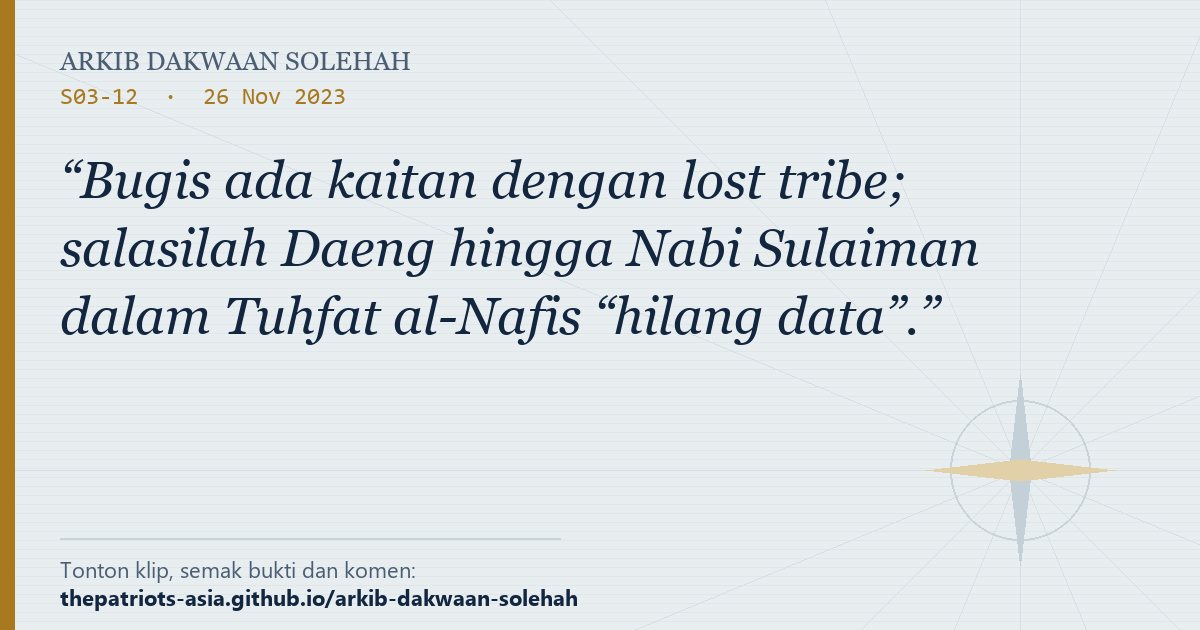 ARKIB DAKWAAN SOLEHAH
S03-12 · 26 Nov 2023
“Bugis ada kaitan dengan lost tribe;
salasilah Daeng hingga Nabi Sulaiman
dalam Tuhfat al-Nafis “hilang data”.”
Tonton klip, semak bukti dan komen:
thepatriots-asia.github.io/arkib-dakwaan-solehah